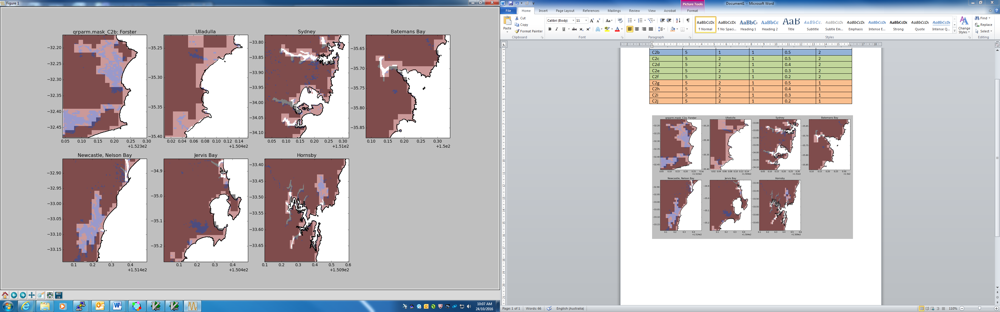 Figure 1
qrparm.mask_C2b: Forster
Ulladulla
Sydney
Batemans Bay
−32.20
−32.25
−32.30
−32.35
−32.40
−32.45
0.05 0.10 0.15 0.20 0.25 0.30
+1.523e2
−35.25
−35.30
−35.35
−35.40
0.02 0.04 0.06 0.08 0.10 0.12 0.14
+1.504e2
−33.80
−33.85
−33.90
−33.95
−34.00
−34.05
−34.10
0.05 0.10 0.15 0.20 0.25 0.30
+1.51e2
−35.65
−35.70
−35.75
−35.80
−35.85
0.10 0.15 0.20 0.25 0.30
+1.5e2
Newcastle, Nelson Bay
Jervis Bay
Hornsby
−32.90
−32.95
−33.00
−33.05
−33.10
−33.15
0.1 0.2 0.3 0.4
+1.514e2
−34.9
−35.0
−35.1
−35.2
0.1 0.2 0.3 0.4
+1.504e2
−33.40
−33.45
−33.50
−33.55
−33.60
−33.65
0.1 0.2 0.3 0.4 0.5 0.6
+1.509e2
10:07 AM
24/10/2016
Document1 - Microsoft Word
Picture Tools
File Home Insert Page Layout References Mailings Review View Acrobat Format
Paste
Cut
Copy
Format Painter
Clipboard
Calibri (Body) 11
Font
Paragraph
¶ Normal
¶ No Spaci...
Heading 1
Heading 2
Title
Subtitle
Subtle Em...
Emphasis
Intense E...
Strong
Quote
Intense Q...
Styles
Change
Styles
Find
Replace
Select
Editing
C2b 5 1 1 0.5 2
C2c 5 2 1 0.5 2
C2d 5 2 1 0.4 2
C2e 5 2 1 0.3 2
C2f 5 2 1 0.2 2
C2g 5 2 1 0.5 1
C2h 5 2 1 0.4 1
C2i 5 2 1 0.3 1
C2j 5 2 1 0.2 1
qrparm.mask_C2a: Forster
Ulladulla
Sydney
Batemans Bay
Newcastle, Nelson Bay
Jervis Bay
Hornsby
Page: 1 of 1
Words: 66
English (Australia)
110%